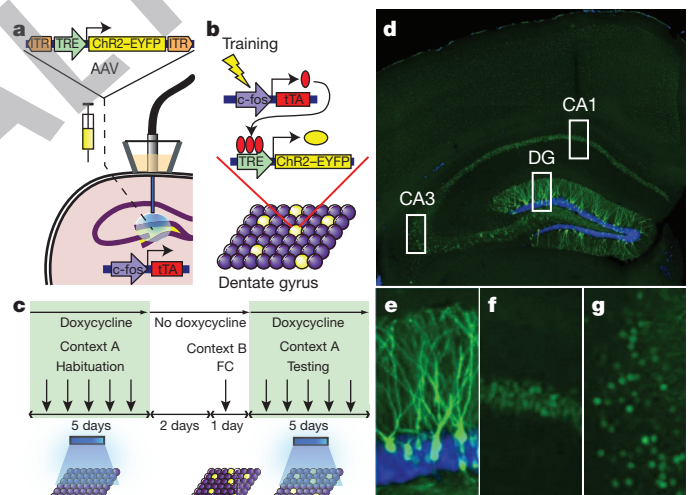 a
ITR TRE ChR2–EYFP ITR
AAV
c-fos tTA
b
Training
c-fos tTA
TRE ChR2–EYFP
Dentate gyrus
c
Doxycycline No doxycycline Doxycycline
Context A Context B Context A
Habituation FC Testing
5 days 2 days 1 day 5 days
d
CA1
DG
CA3
e f g